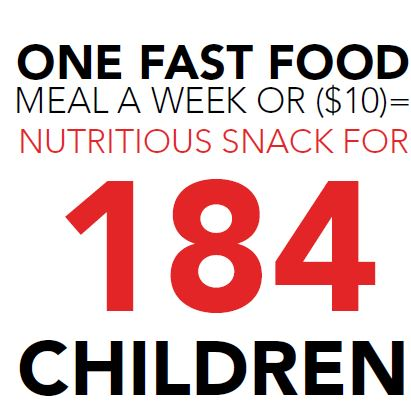 ONE FAST FOOD
MEAL A WEEK OR ($10)=
NUTRITIOUS SNACK FOR
184
CHILDREN